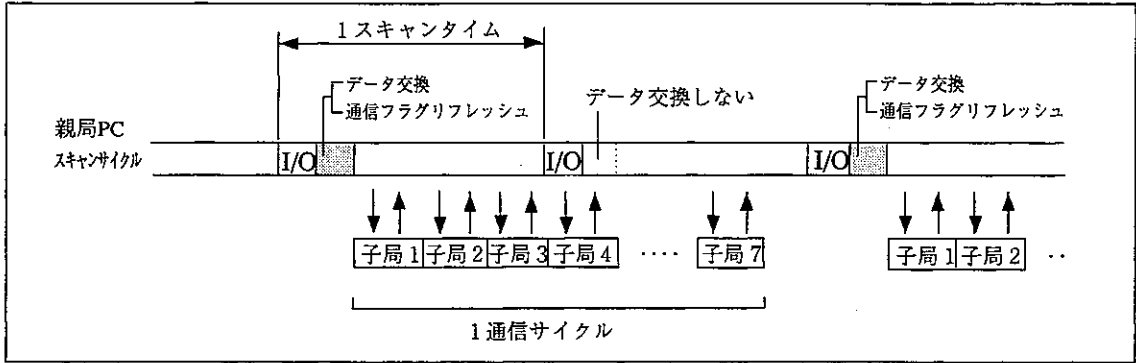 1スキャンタイム
データ交換
通信フラグリフレッシュ
データ交換しない
データ交換
通信フラグリフレッシュ
親局PC
スキャンサイクル
I/O
I/O
I/O
子局1 子局2 子局3 子局4 ···· 子局7 子局1 子局2 ··
1通信サイクル